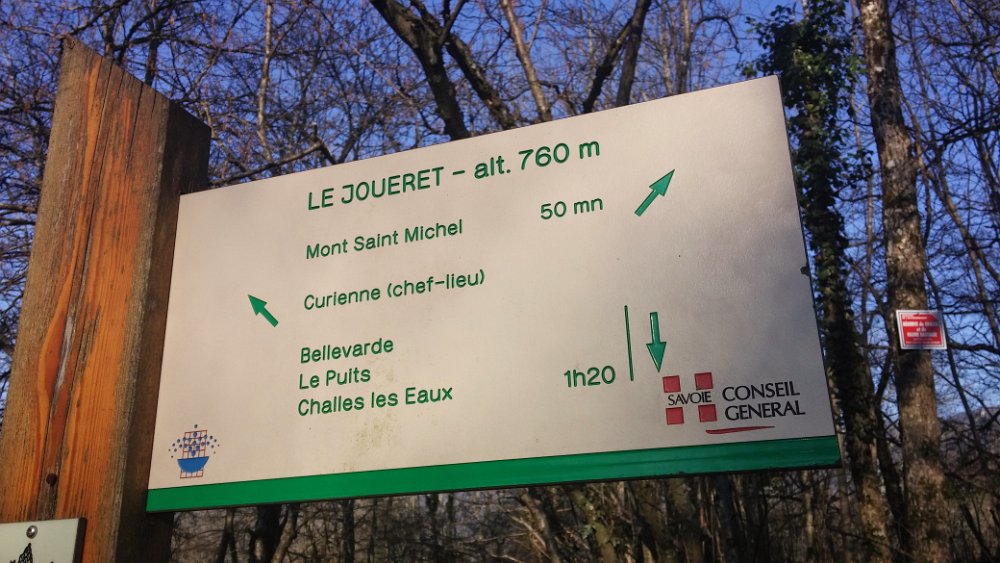 LE JOUERET - alt. 760 m
Mont Saint Michel 50 mn
Curienne (chef-lieu)
Bellevarde
Le Puits
Challes les Eaux 1h20
SAVOIE
CONSEIL
GENERAL